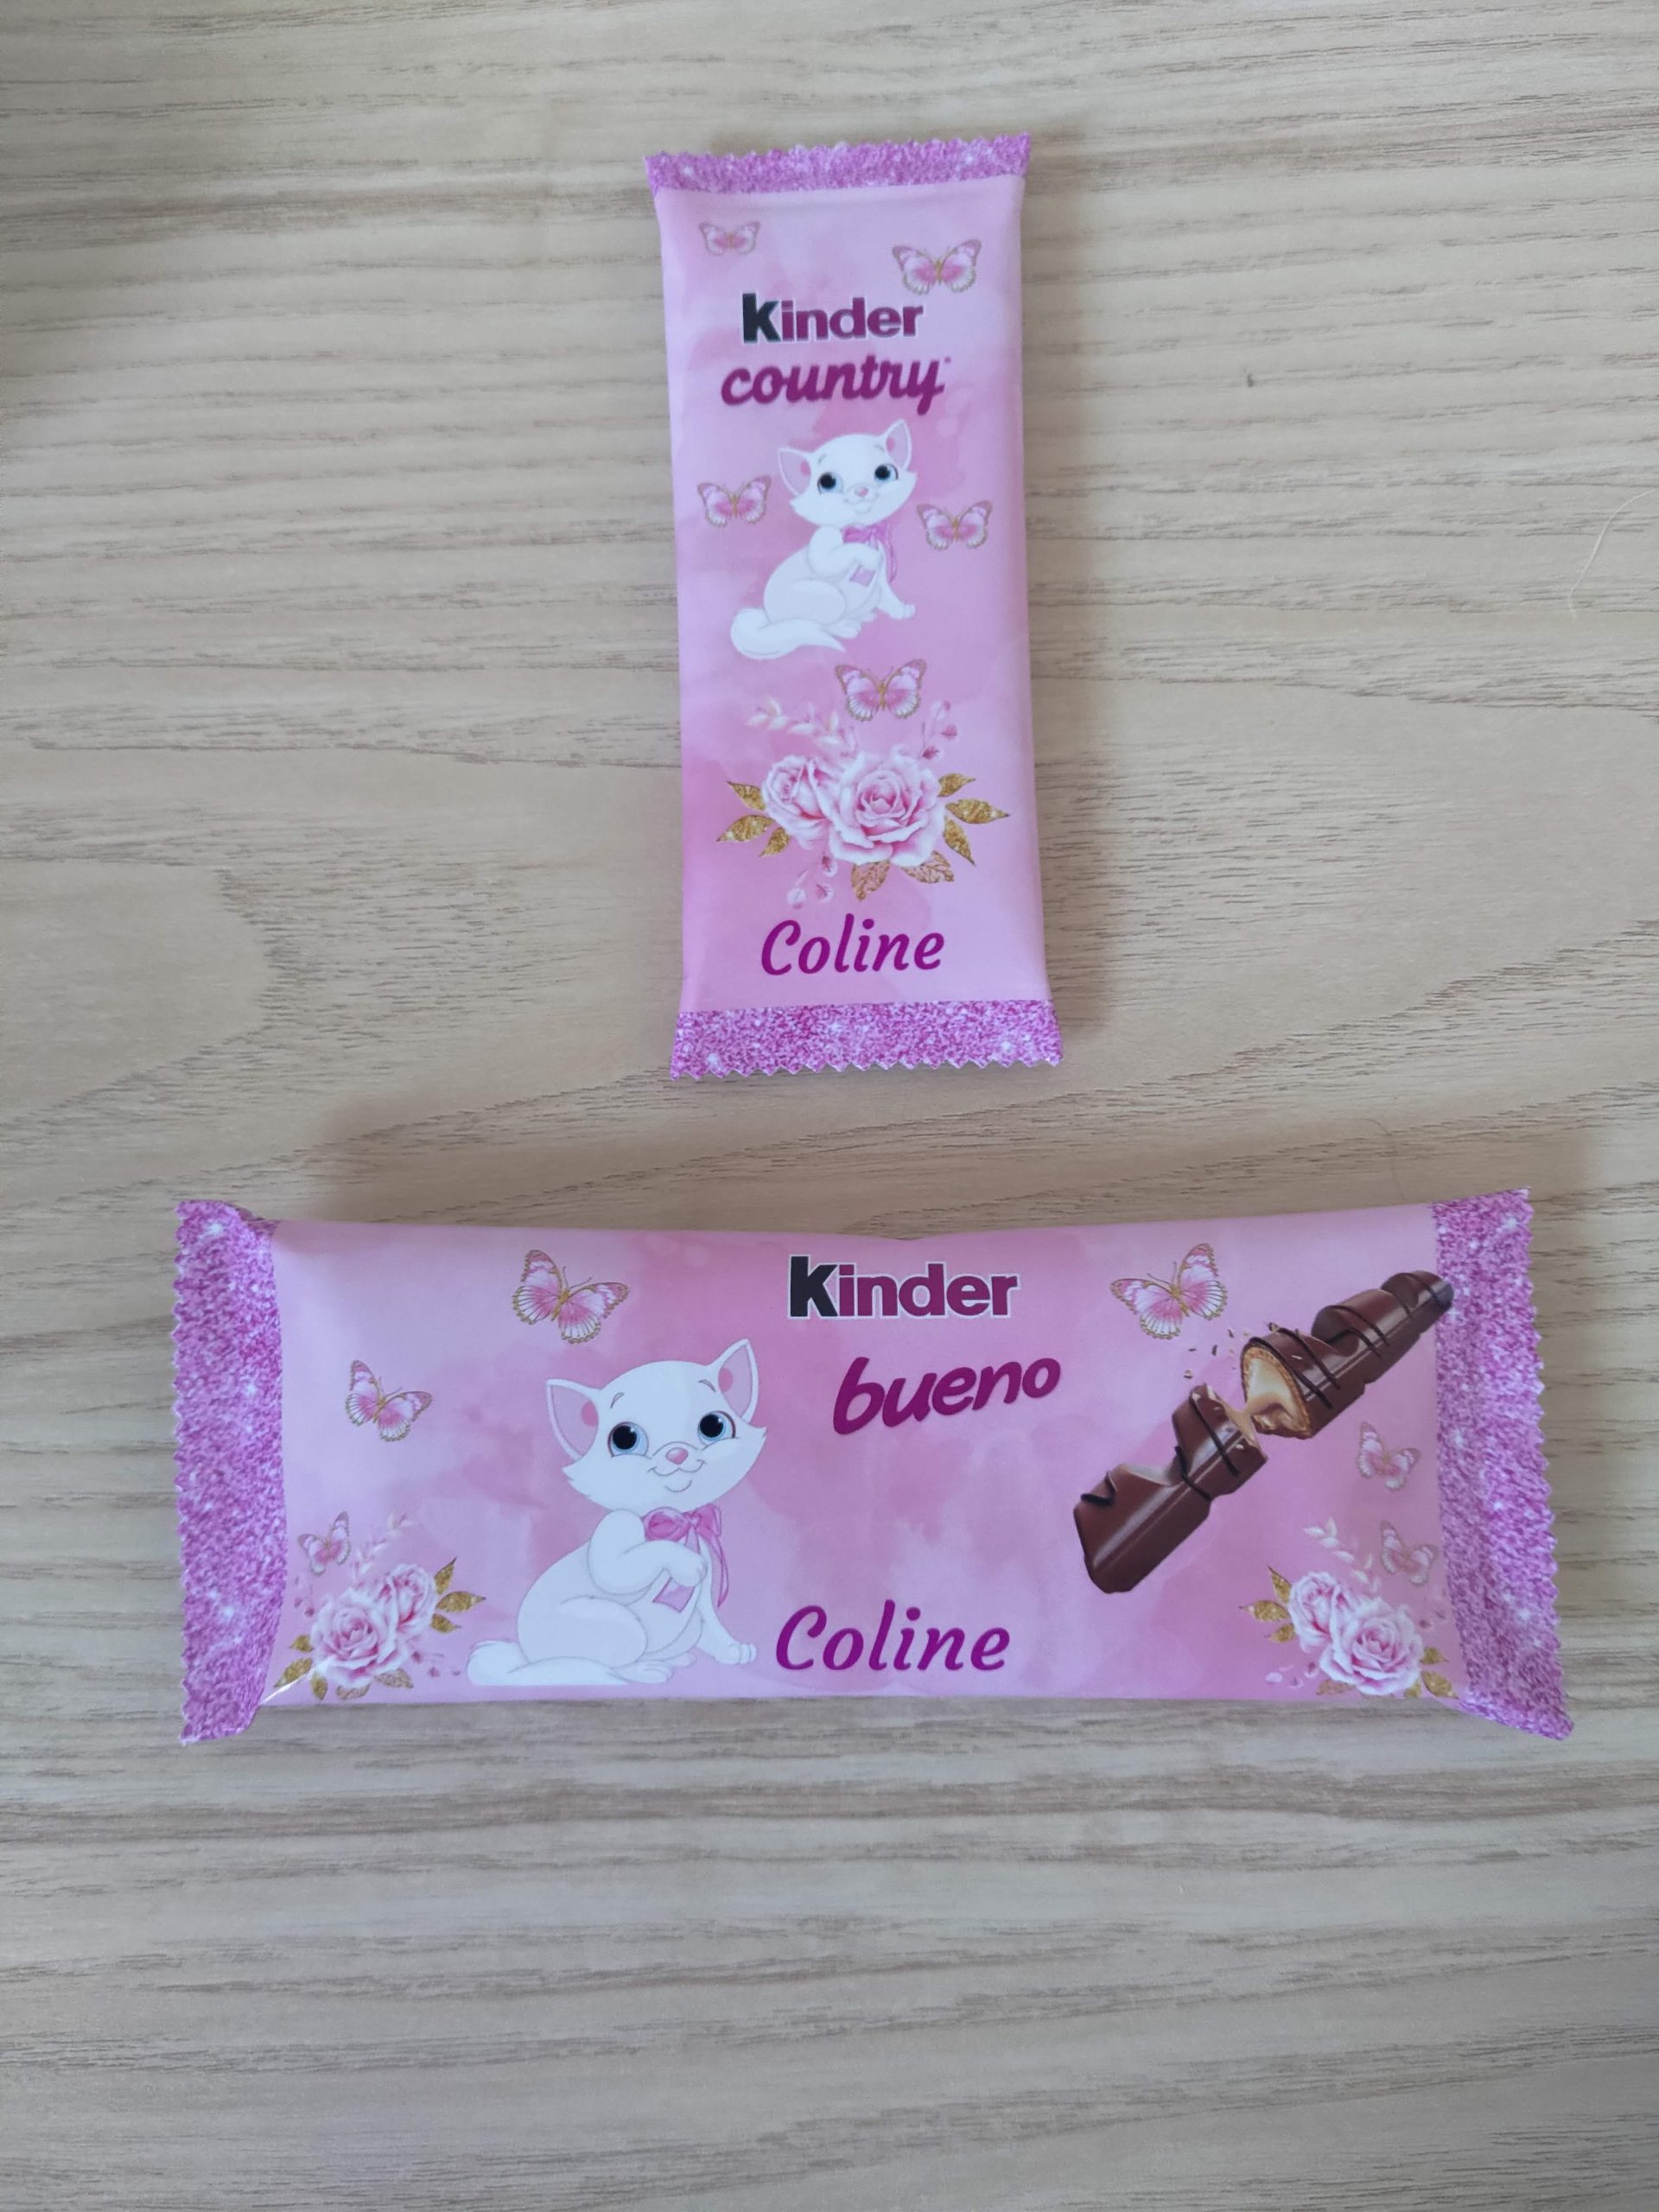 Kinder
country
Coline
Kinder
bueno
Coline